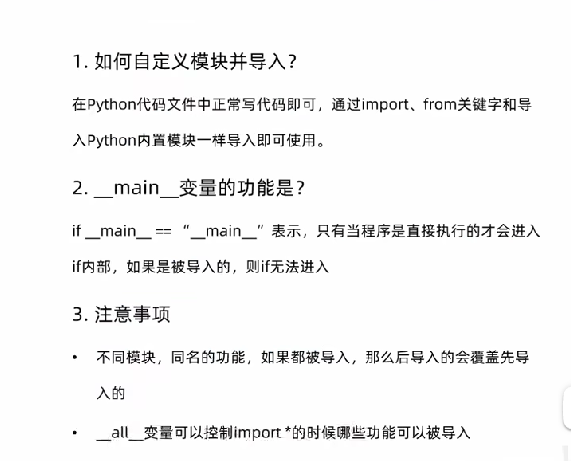 1. 如何自定义模块并导入？
在Python代码文件中正常写代码即可，通过import、from关键字和导
入Python内置模块一样导入即可使用。
2. __main__变量的功能是？
if __main__ == “__main__”表示，只有当程序是直接执行的才会进入
if内部，如果是被导入的，则if无法进入
3. 注意事项
• 不同模块，同名的功能，如果都被导入，那么后导入的会覆盖先导
入的
• __all__变量可以控制import *的时候哪些功能可以被导入